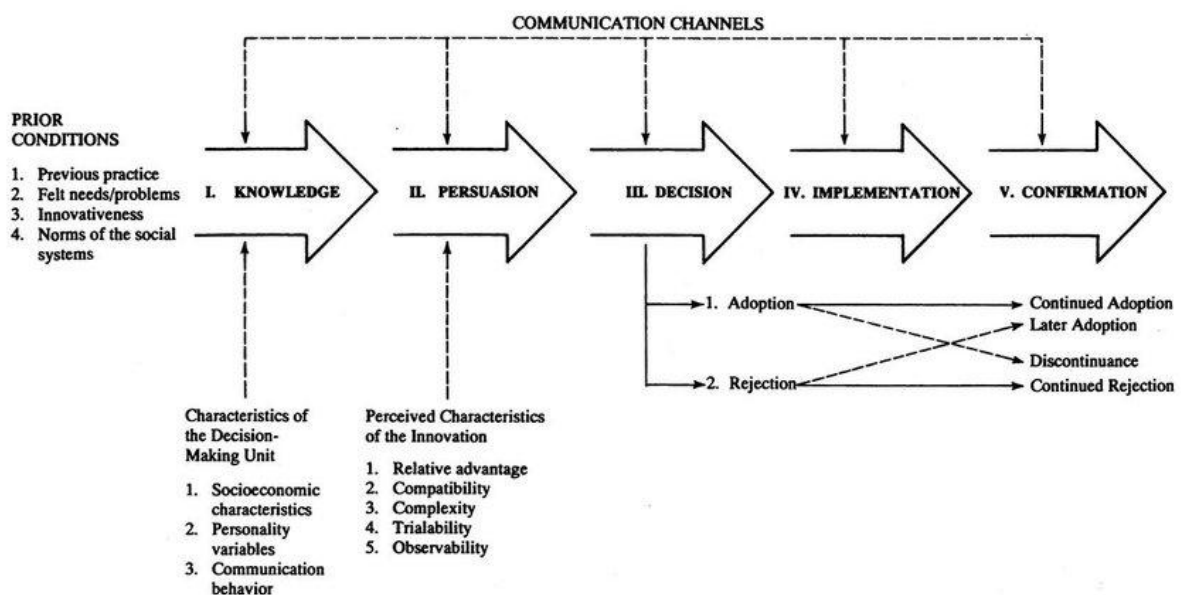 COMMUNICATION CHANNELS
PRIOR
CONDITIONS
1. Previous practice
2. Felt needs/problems
3. Innovativeness
4. Norms of the social
systems
I. KNOWLEDGE
II. PERSUASION
III. DECISION
IV. IMPLEMENTATION
V. CONFIRMATION
1. Adoption
2. Rejection
Continued Adoption
Later Adoption
Discontinuance
Continued Rejection
Characteristics of
the Decision-
Making Unit
1. Socioeconomic
characteristics
2. Personality
variables
3. Communication
behavior
Perceived Characteristics
of the Innovation
1. Relative advantage
2. Compatibility
3. Complexity
4. Trialability
5. Observability